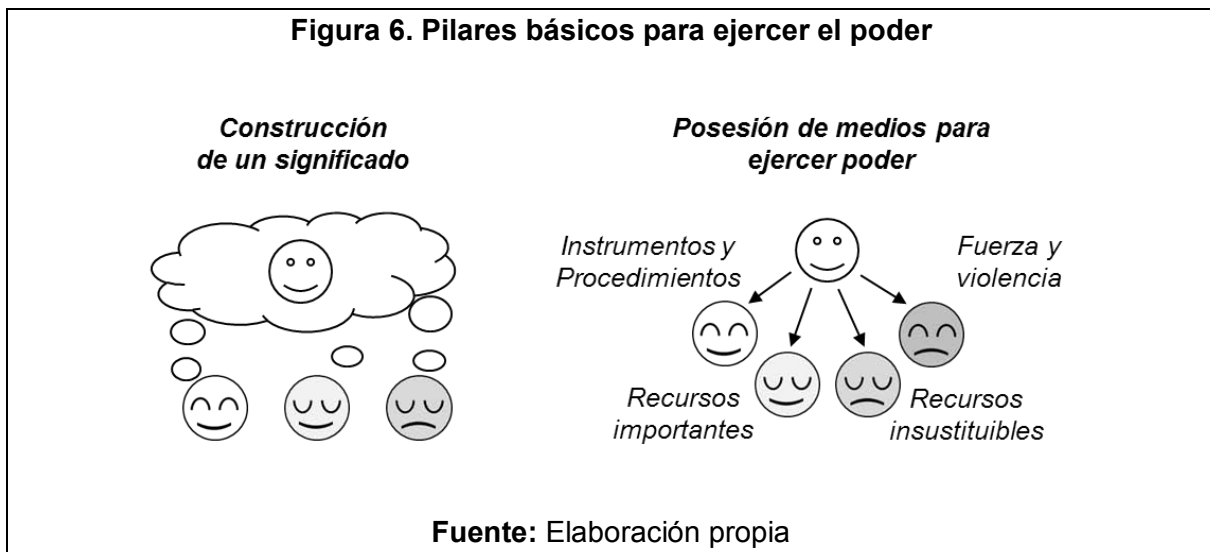 Figura 6. Pilares básicos para ejercer el poder
Construcción
de un significado
Posesión de medios para
ejercer poder
Instrumentos y
Procedimientos
Fuerza y
violencia
Recursos
importantes
Recursos
insustituibles
Fuente: Elaboración propia